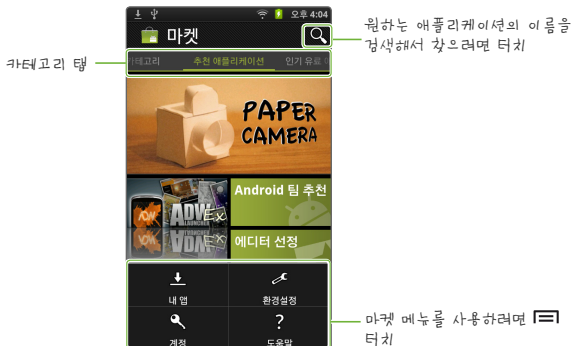 오후 4:04
마켓
원하는 애플리케이션의 이름을
검색해서 찾으려면 터치
카테고리 탭
카테고리 추천 애플리케이션 인기 유료
PAPER
CAMERA
Android 팀 추천
ADW
LAUNCHER
EX
에디터 선정
내 앱 환경설정
계정 도움말
마켓 메뉴를 사용하려면
터치